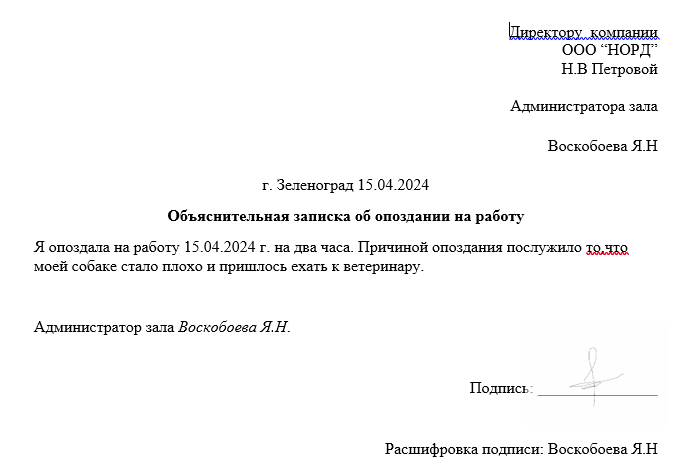 Директору компании
ООО “НОРД”
Н.В Петровой
Администратора зала
Воскобоева Я.Н
г. Зеленоград 15.04.2024
Объяснительная записка об опоздании на работу
Я опоздала на работу 15.04.2024 г. на два часа. Причиной опоздания послужило то,что
моей собаке стало плохо и пришлось ехать к ветеринару.
Администратор зала Воскобоева Я.Н.
Подпись: ________________
Расшифровка подписи: Воскобоева Я.Н